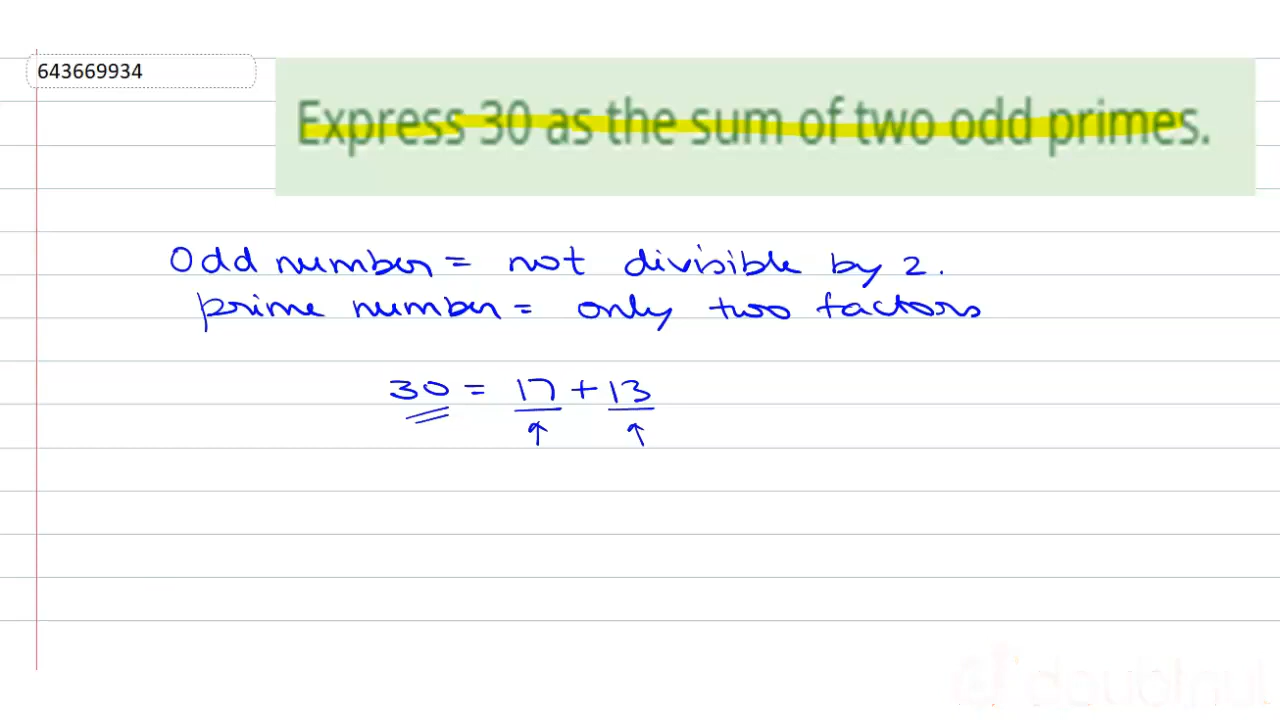 643669934
Express 30 as the sum of two odd primes.
Odd number = not divisible by 2.
prime number = only two factors
30 = 17 + 13
↑ ↑
doubtnut